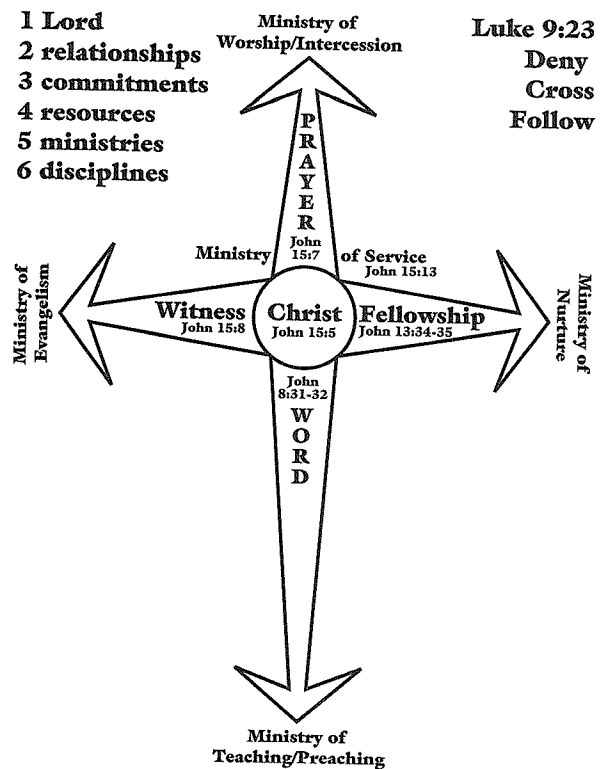 1 Lord
2 relationships
3 commitments
4 resources
5 ministries
6 disciplines
Ministry of
Worship/Intercession
Luke 9:23
Deny
Cross
Follow
PRAYER
John
15:7
Ministry of Service
John 15:13
Ministry of
Evangelism
Witness
John 15:8
Christ
John 15:5
Fellowship
John 13:34-35
Ministry of
Nurture
John
8:31-32
WORD
Ministry of
Teaching/Preaching